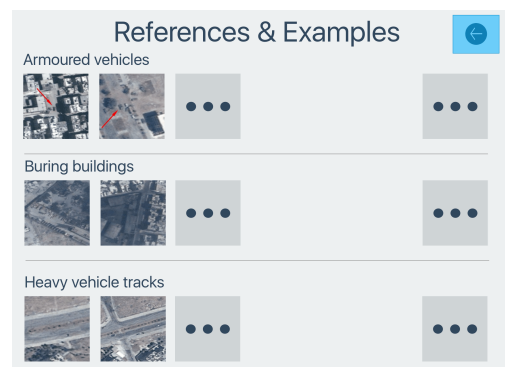 References & Examples
Armoured vehicles
Buring buildings
Heavy vehicle tracks